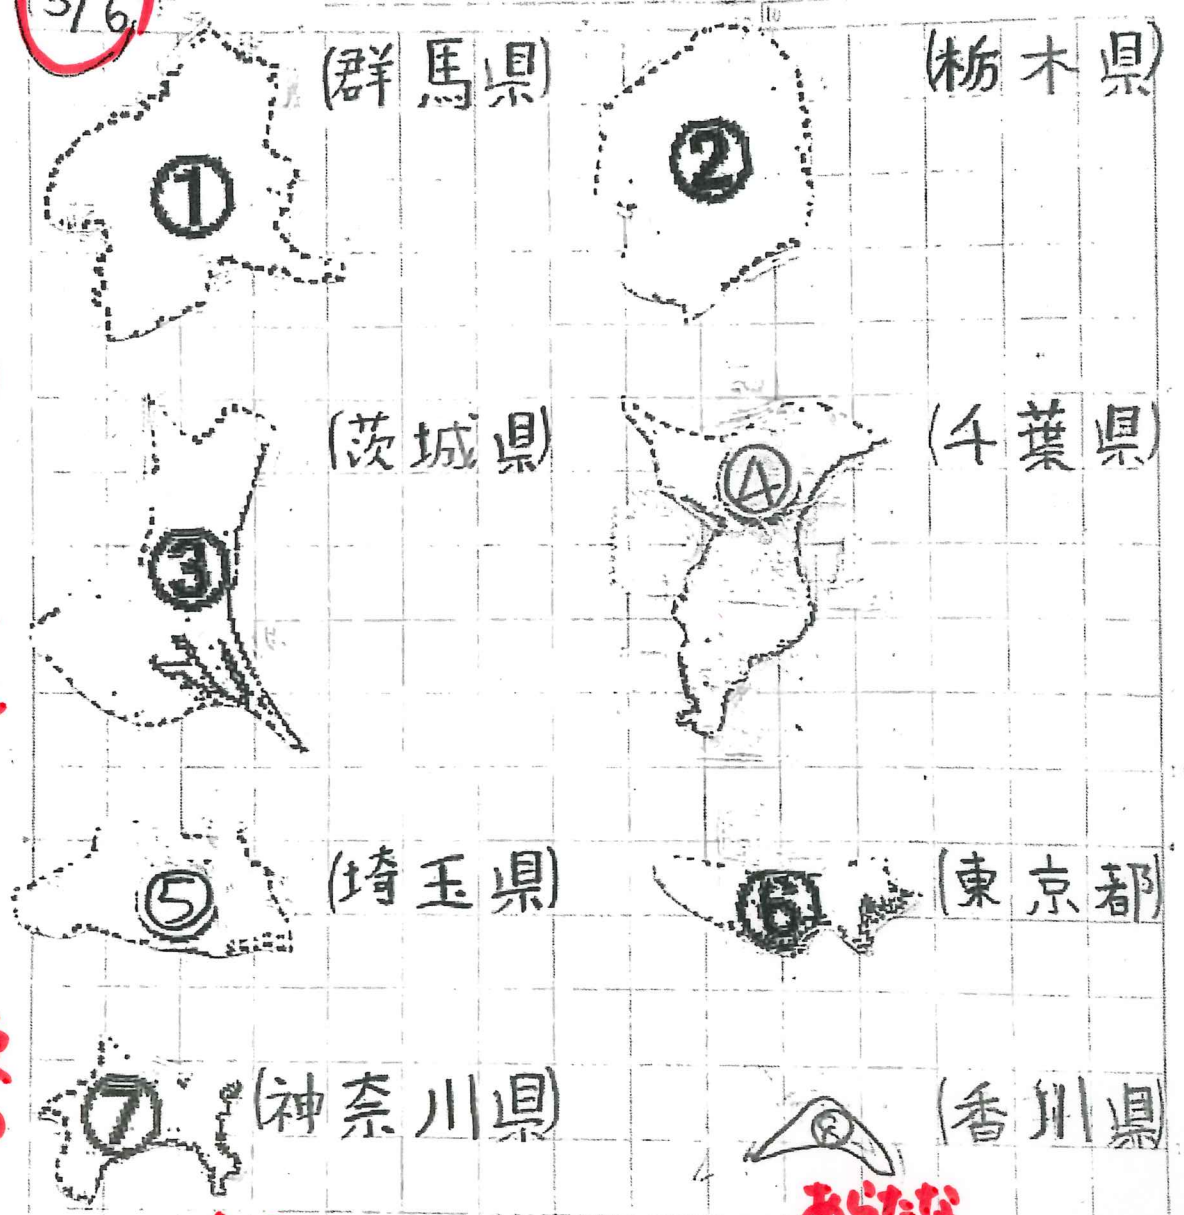 3/6
① (群馬県) ② (栃木県)
③ (茨城県) ④ (千葉県)
⑤ (埼玉県) ⑥ (東京都)
⑦ (神奈川県) (香川県)
あらたな